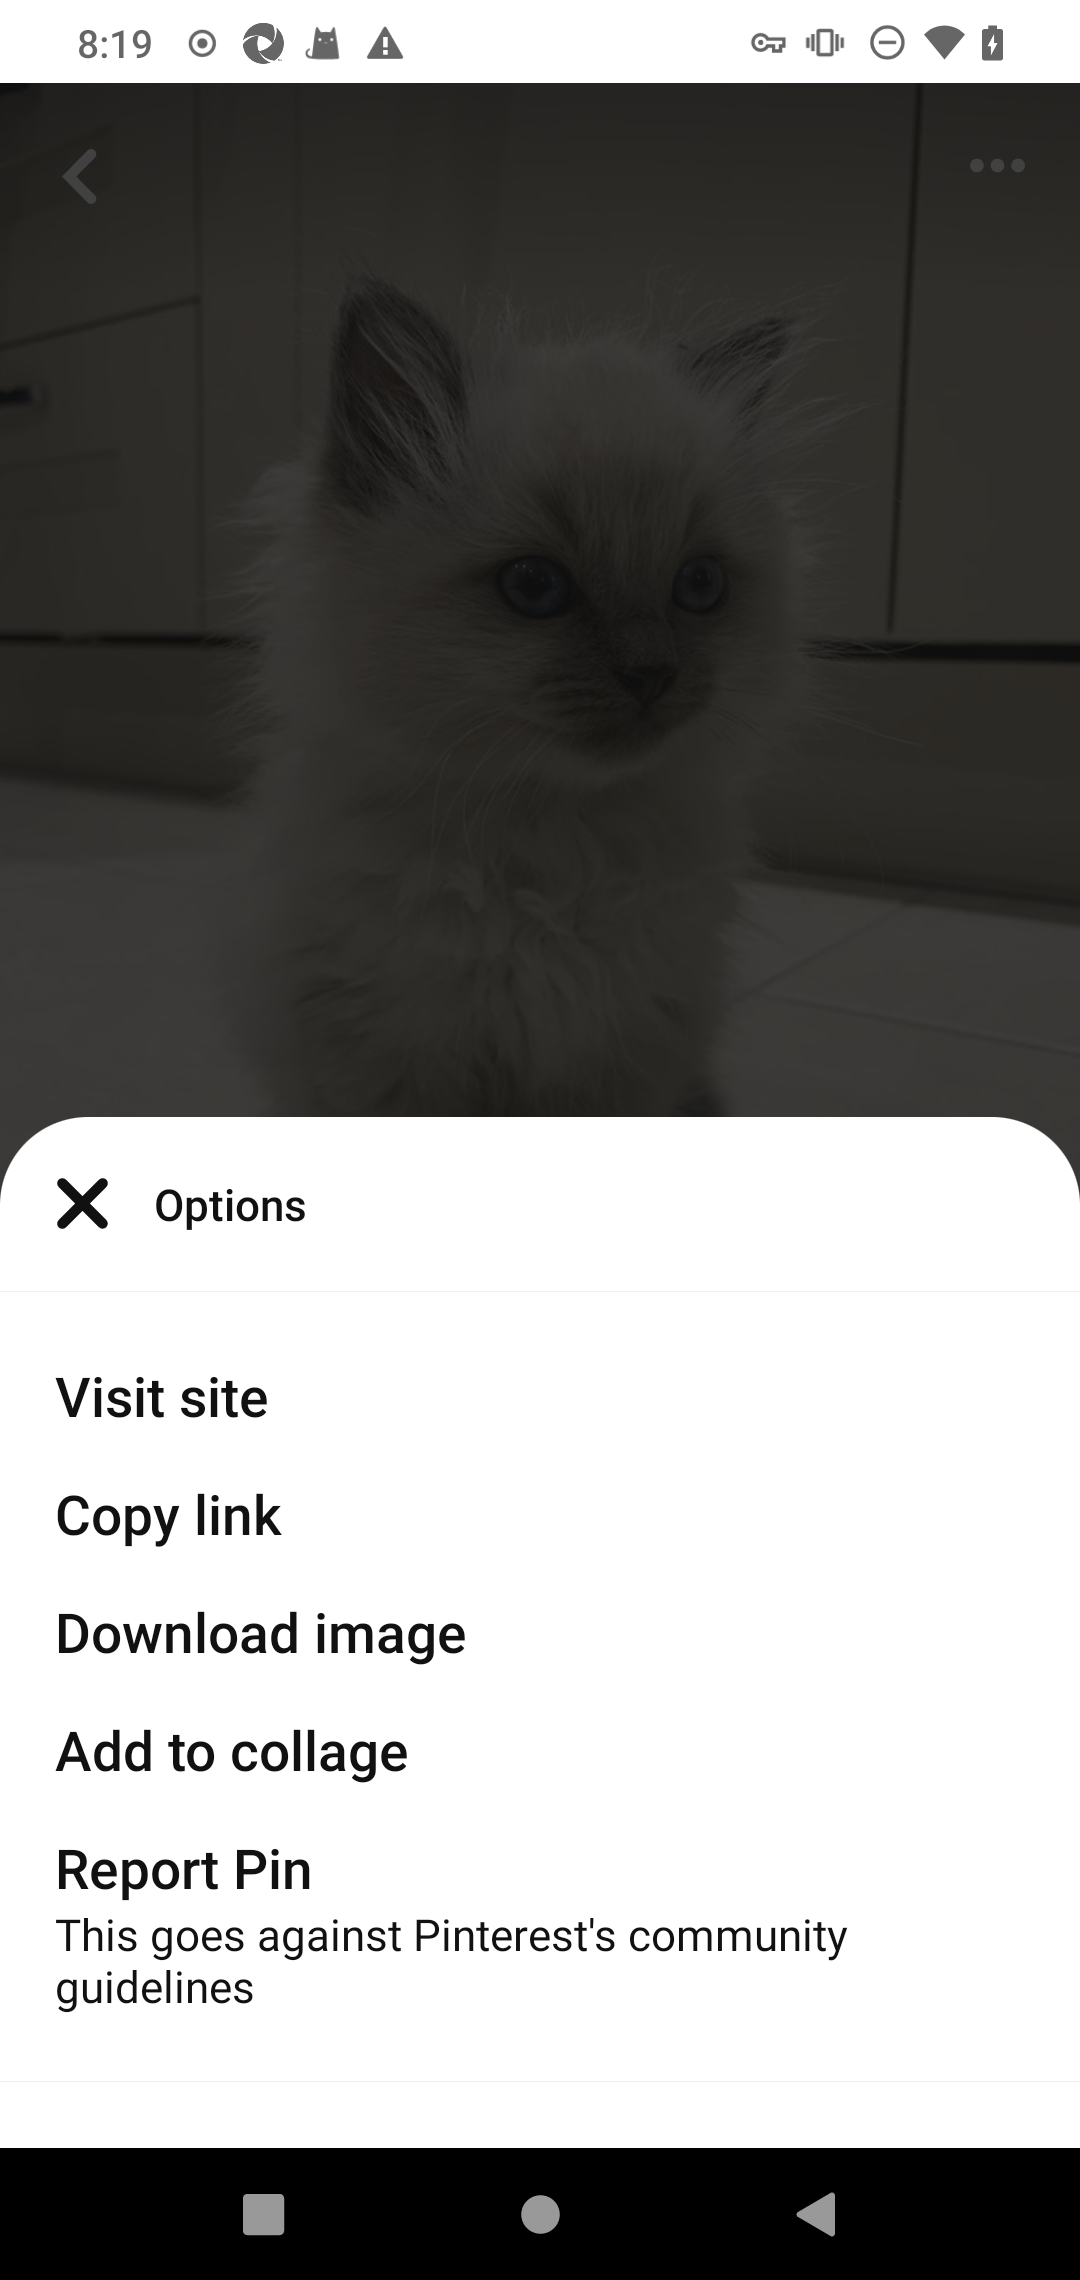 8:19
Options
Visit site
Copy link
Download image
Add to collage
Report Pin
This goes against Pinterest's community
guidelines